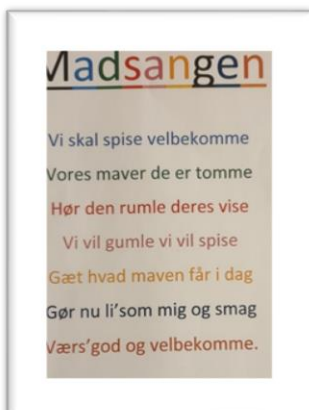 Madsangen
Vi skal spise velbekomme
Vores maver de er tomme
Hør den rumle deres vise
Vi vil gumle vi vil spise
Gæt hvad maven får i dag
Gør nu li'som mig og smag
Værs'god og velbekomme.